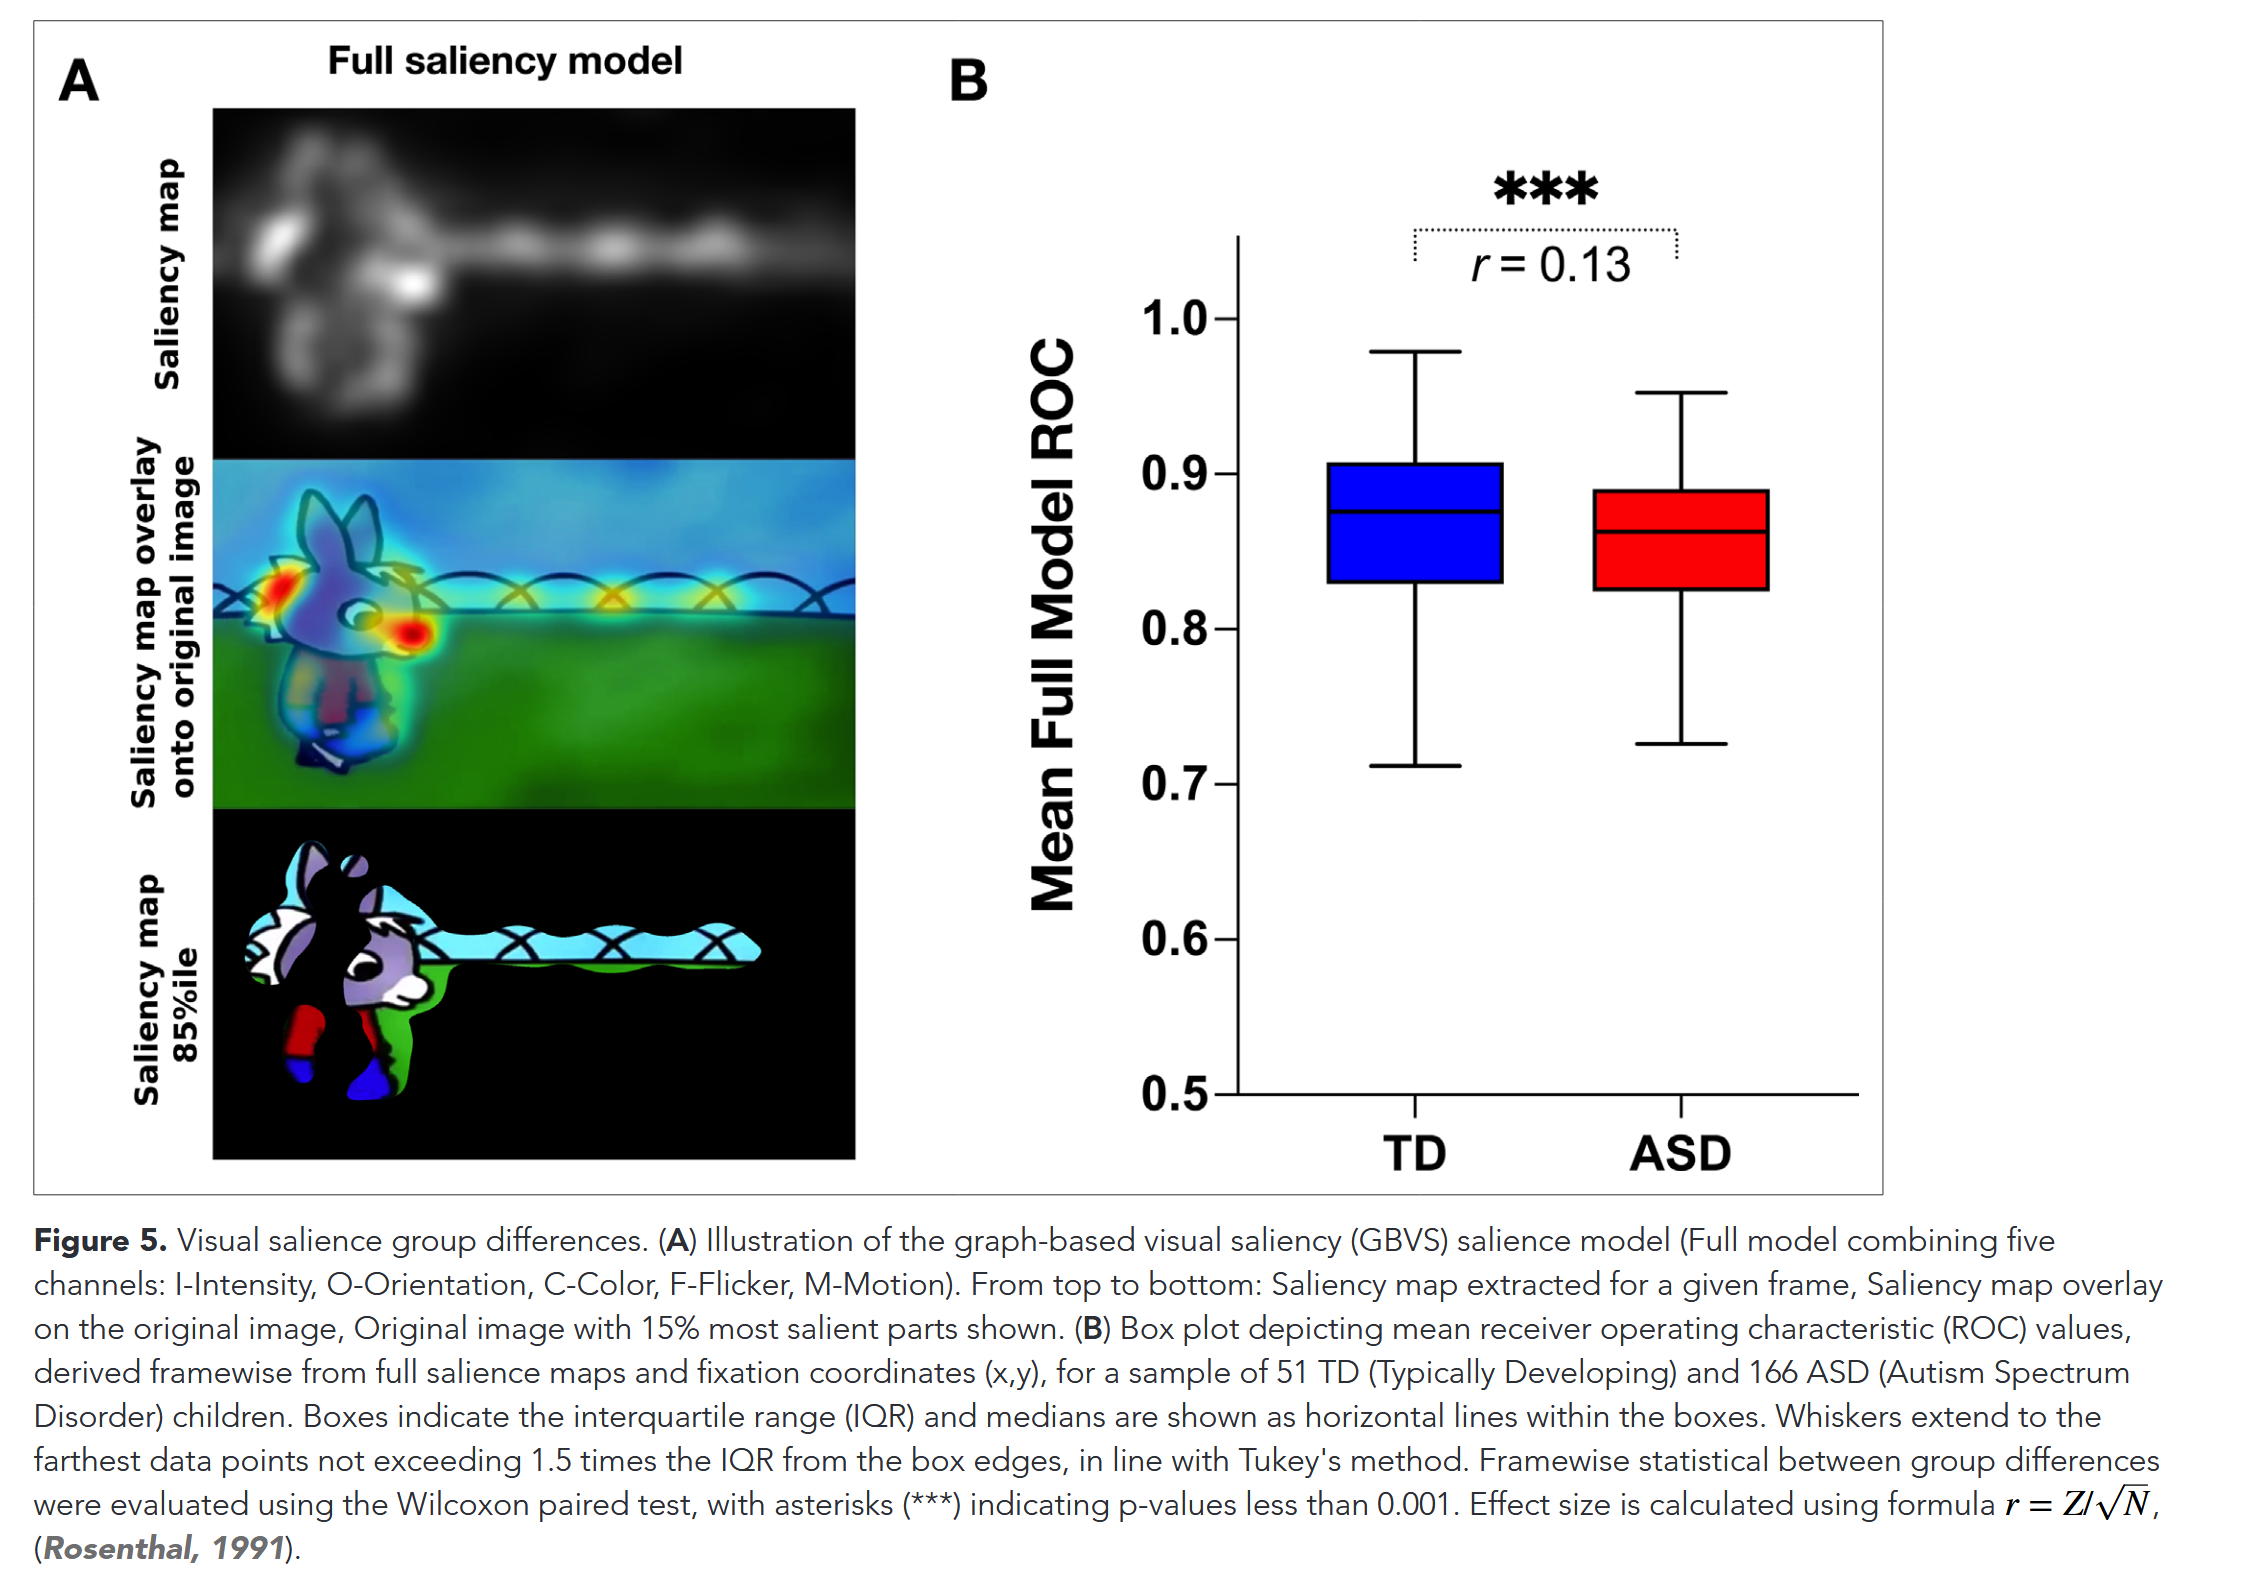 A
Full saliency model
Saliency map
Saliency map overlay
onto original image
Saliency map
85%ile
B
***
r = 0.13
Mean Full Model ROC
1.0
0.9
0.8
0.7
0.6
0.5
TD
ASD
Figure 5. Visual salience group differences. (A) Illustration of the graph-based visual saliency (GBVS) salience model (Full model combining five
channels: I-Intensity, O-Orientation, C-Color, F-Flicker, M-Motion). From top to bottom: Saliency map extracted for a given frame, Saliency map overlay
on the original image, Original image with 15% most salient parts shown. (B) Box plot depicting mean receiver operating characteristic (ROC) values,
derived framewise from full salience maps and fixation coordinates (x,y), for a sample of 51 TD (Typically Developing) and 166 ASD (Autism Spectrum
Disorder) children. Boxes indicate the interquartile range (IQR) and medians are shown as horizontal lines within the boxes. Whiskers extend to the
farthest data points not exceeding 1.5 times the IQR from the box edges, in line with Tukey's method. Framewise statistical between group differences
were evaluated using the Wilcoxon paired test, with asterisks (***) indicating p-values less than 0.001. Effect size is calculated using formula r = Z/√N,
(Rosenthal, 1991).